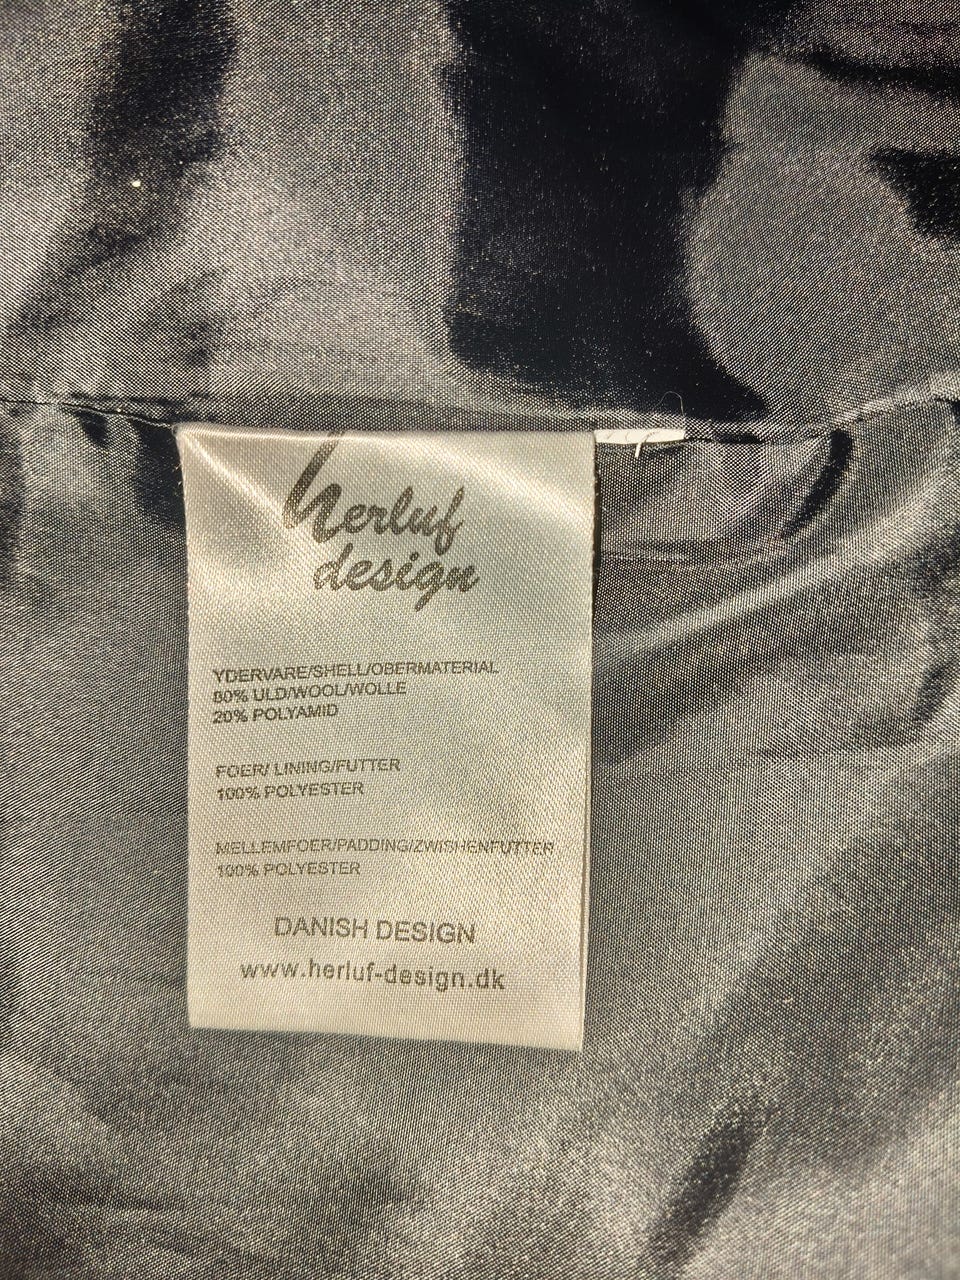 herluf
design
YDERVARE/SHELL/OBERMATERIAL
80% ULD/WOOL/WOLLE
20% POLYAMID
FOER/ LINING/FUTTER
100% POLYESTER
MELLEMFOER/PADDING/ZWISHENFUTTER
100% POLYESTER
DANISH DESIGN
www.herluf-design.dk